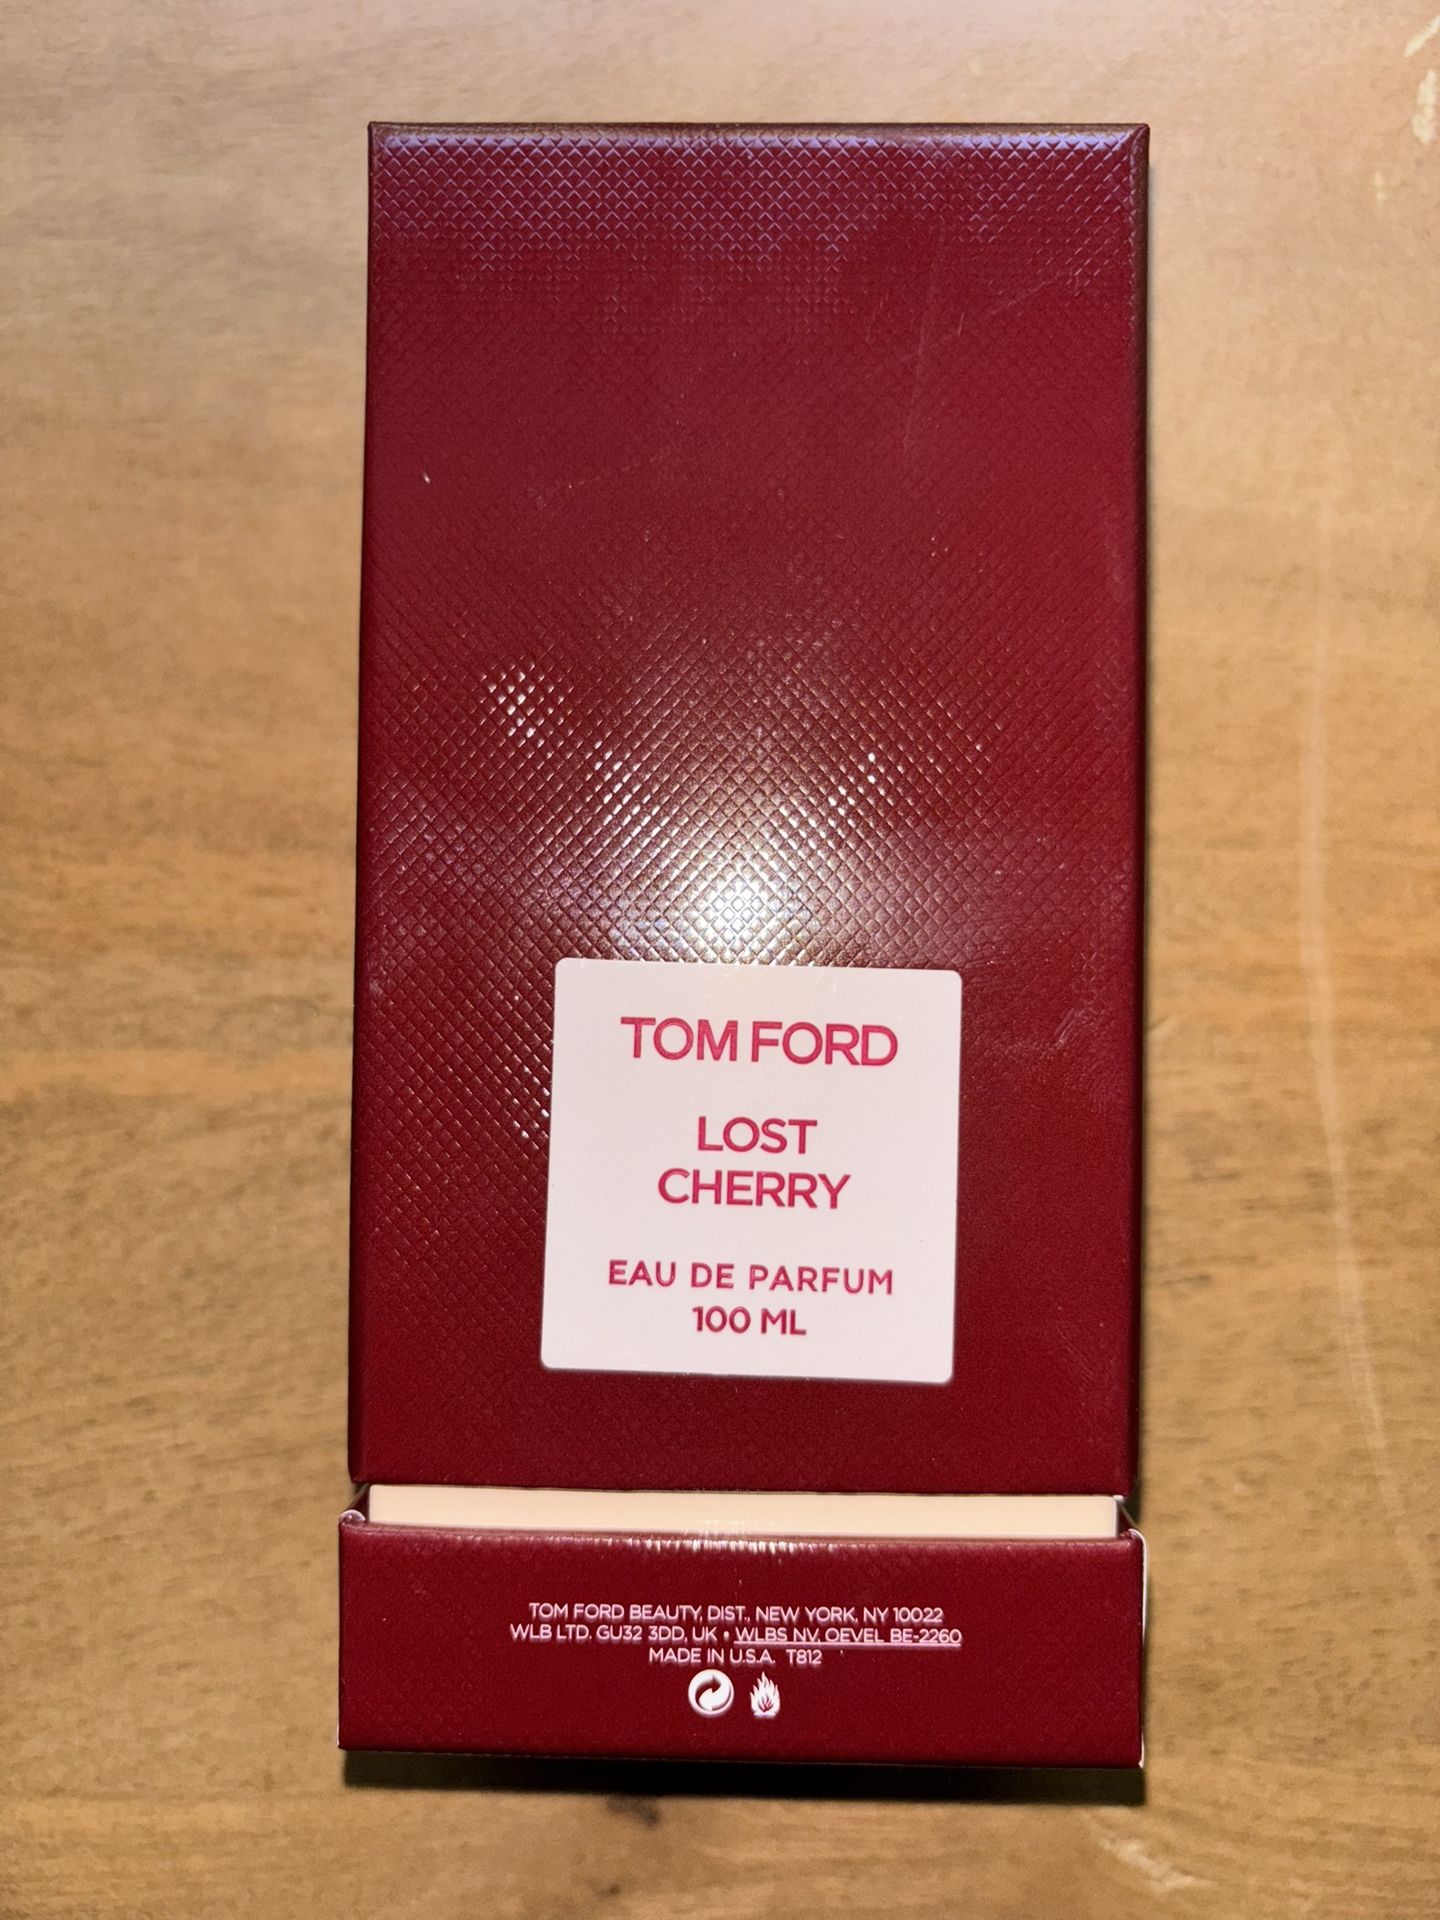 TOM FORD
LOST
CHERRY
EAU DE PARFUM
100 ML
TOM FORD BEAUTY, DIST., NEW YORK, NY 10022
WLB LTD. GU32 3DD, UK • WLBS NV, OEVEL BE-2260
MADE IN U.S.A. T812